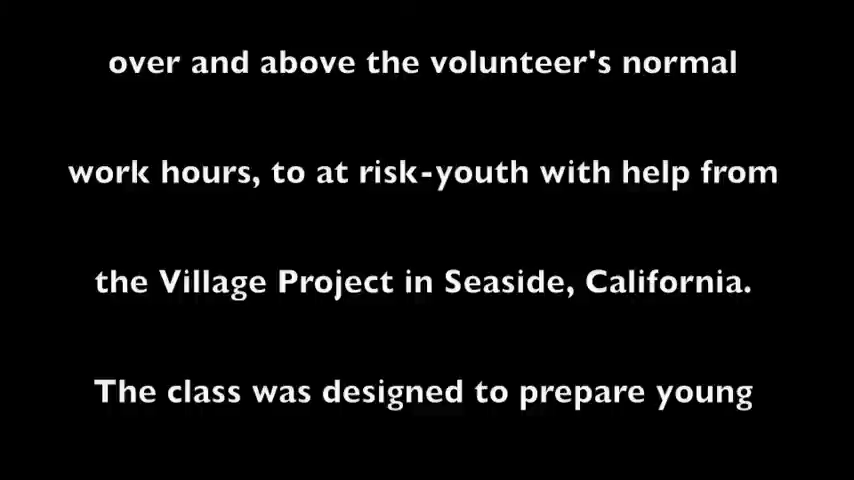 over and above the volunteer's normal
work hours, to at risk-youth with help from
the Village Project in Seaside, California.
The class was designed to prepare young